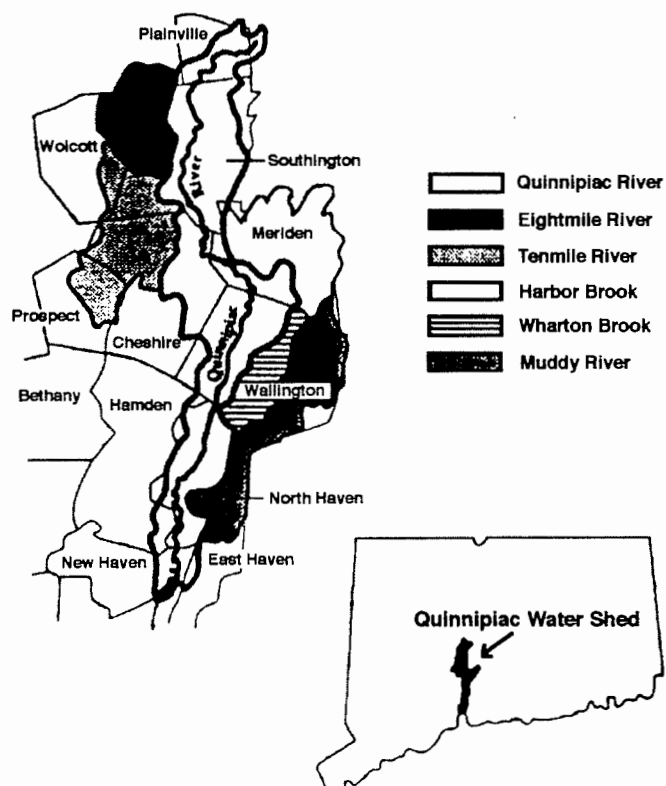 Plainville
Wolcott
River
Southington
Meriden
Prospect
Cheshire
Quinnipiac
Bethany
Hamden
Wallington
North Haven
New Haven
East Haven
Quinnipiac River
Eightmile River
Tenmile River
Harbor Brook
Wharton Brook
Muddy River
Quinnipiac Water Shed